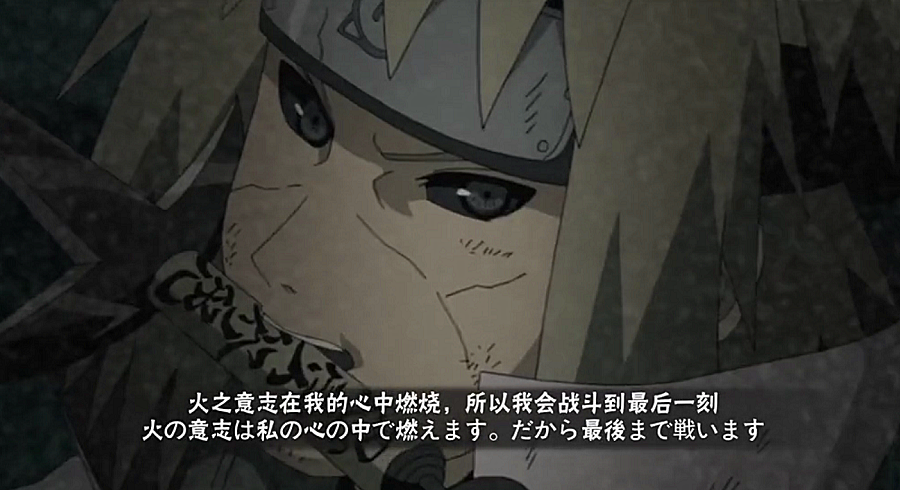 火之意志在我的心中燃烧，所以我会战斗到最后一刻
火の意志は私の心の中で燃えます。だから最後まで戦います